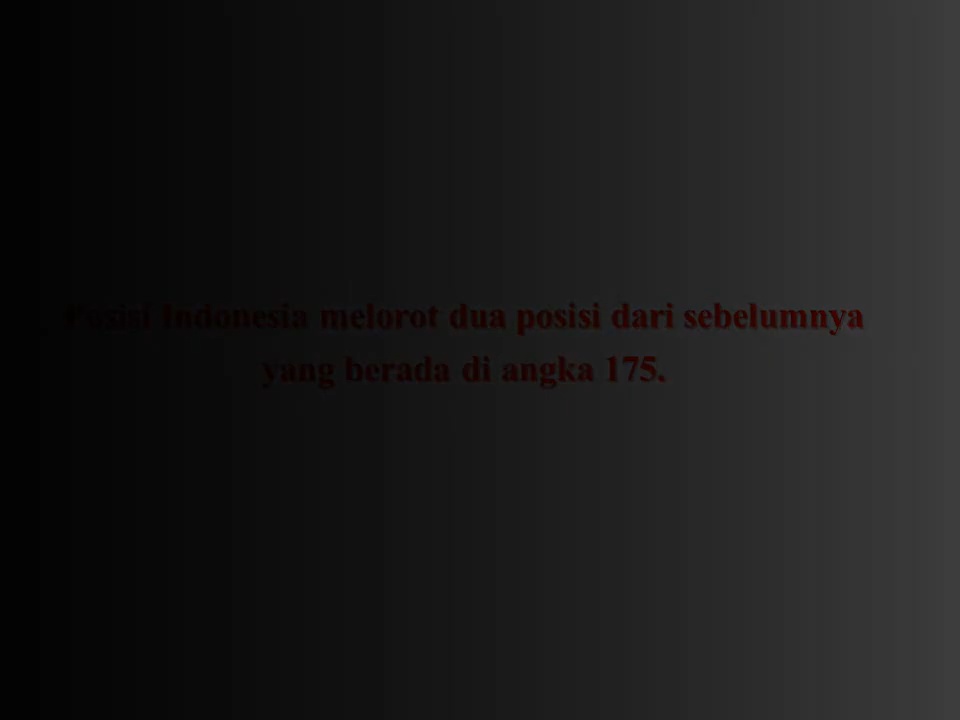 Posisi Indonesia melorot dua posisi dari sebelumnya
yang berada di angka 175.